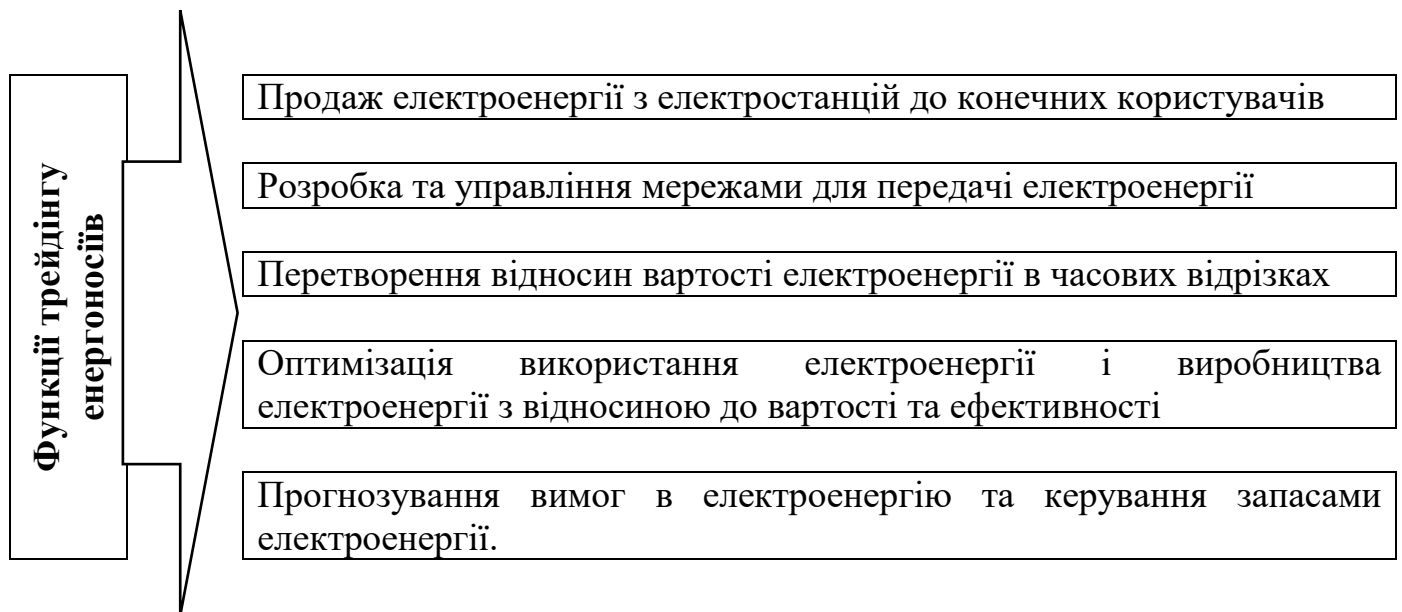 Функції трейдінгу
енергоносіїв
Продаж електроенергії з електростанцій до конечних користувачів
Розробка та управління мережами для передачі електроенергії
Перетворення відносин вартості електроенергії в часових відрізках
Оптимізація використання електроенергії і виробництва
електроенергії з відносиною до вартості та ефективності
Прогнозування вимог в електроенергію та керування запасами
електроенергії.